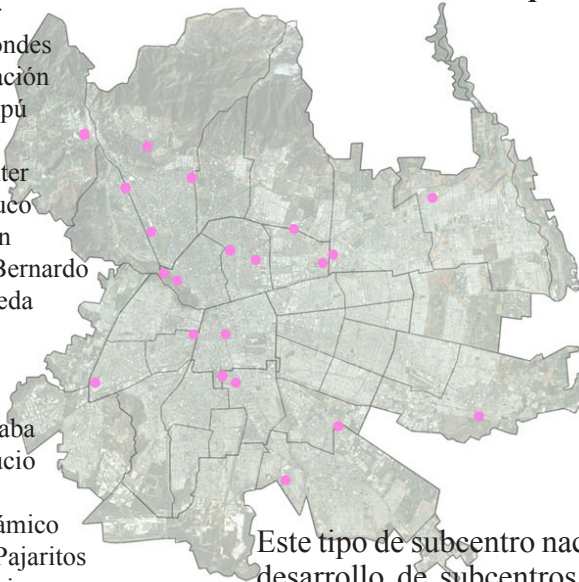 ondes
ación
pú
ter
uco
n
Bernardo
eda
aba
ucio
ámico
Pajaritos
Este tipo de subcentro nac
desarrollo de subcentros